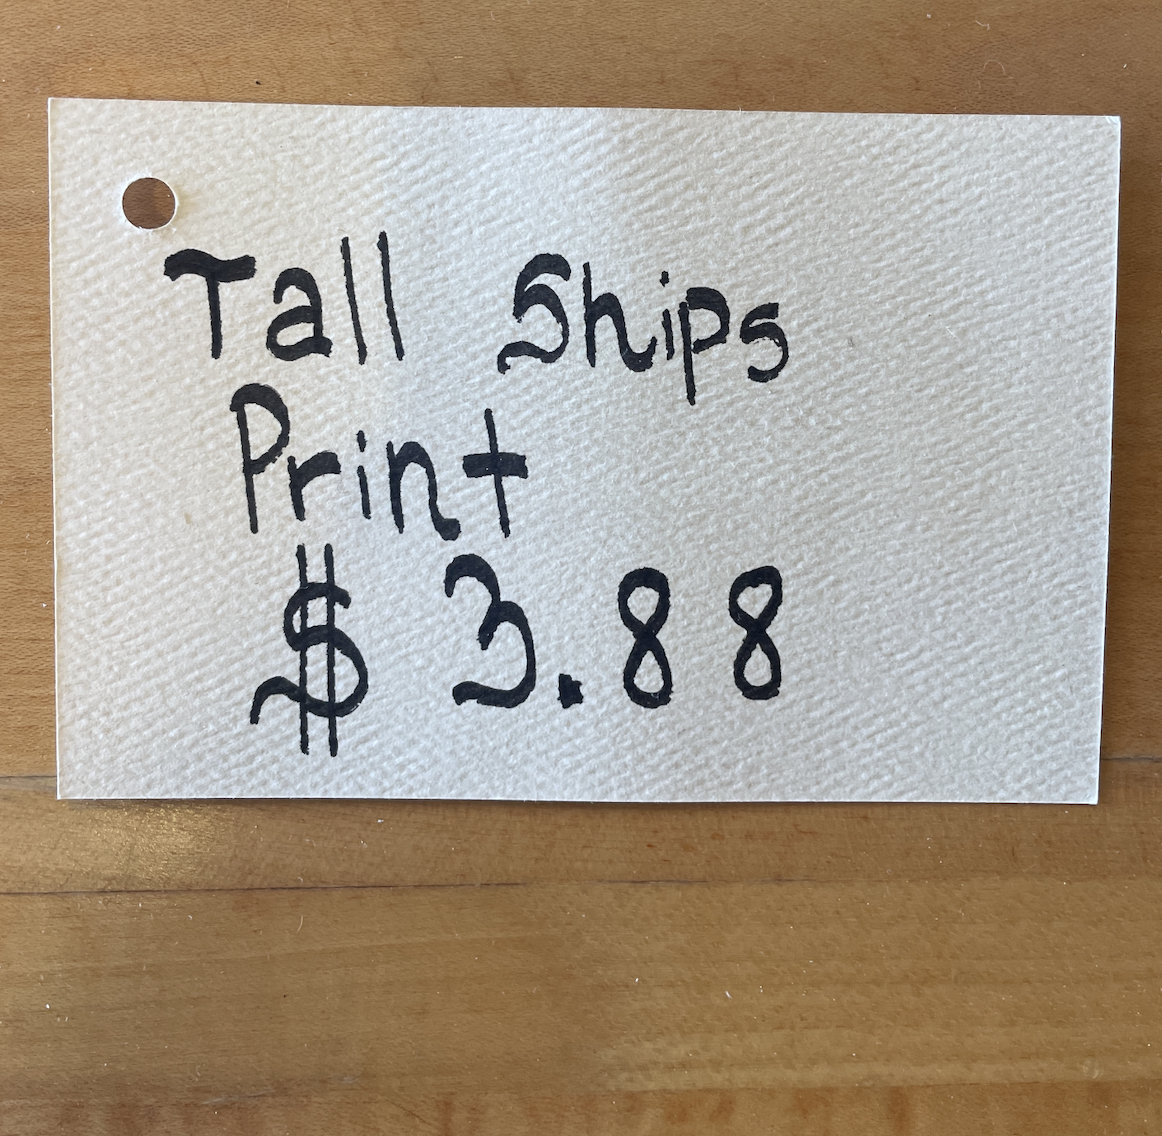 Tall Ships
Print
$ 3.88